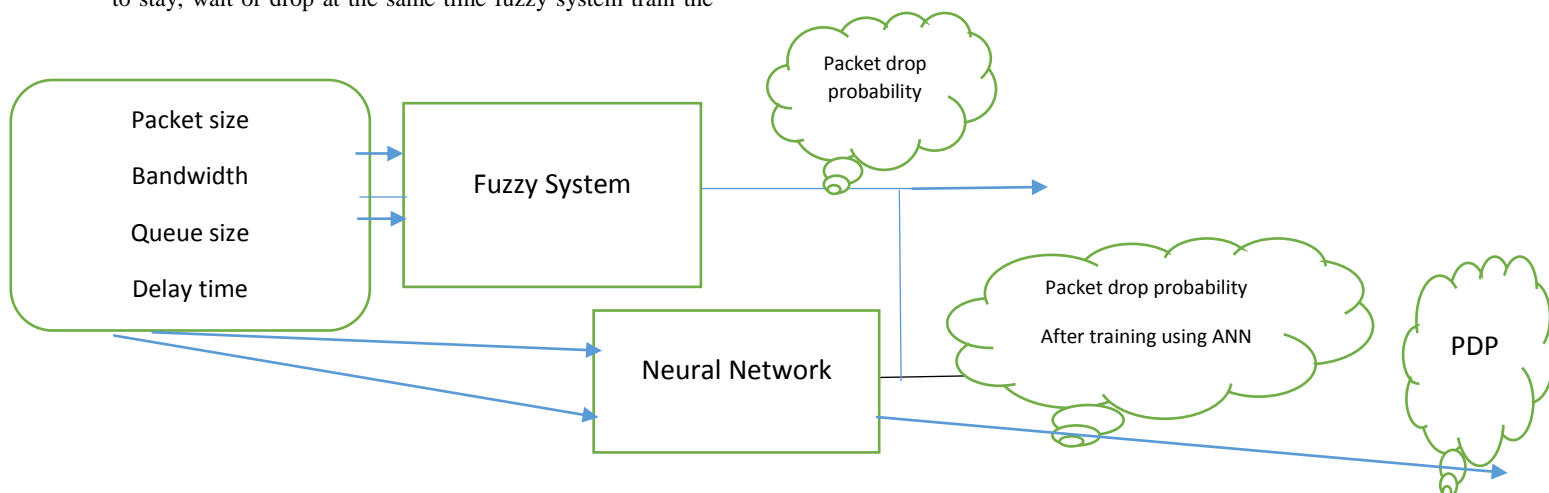 to stay, wait or drop at the same time fuzzy system train the
Packet drop
probability
Packet size
Bandwidth
Queue size
Delay time
Fuzzy System
Packet drop probability
After training using ANN
Neural Network
PDP